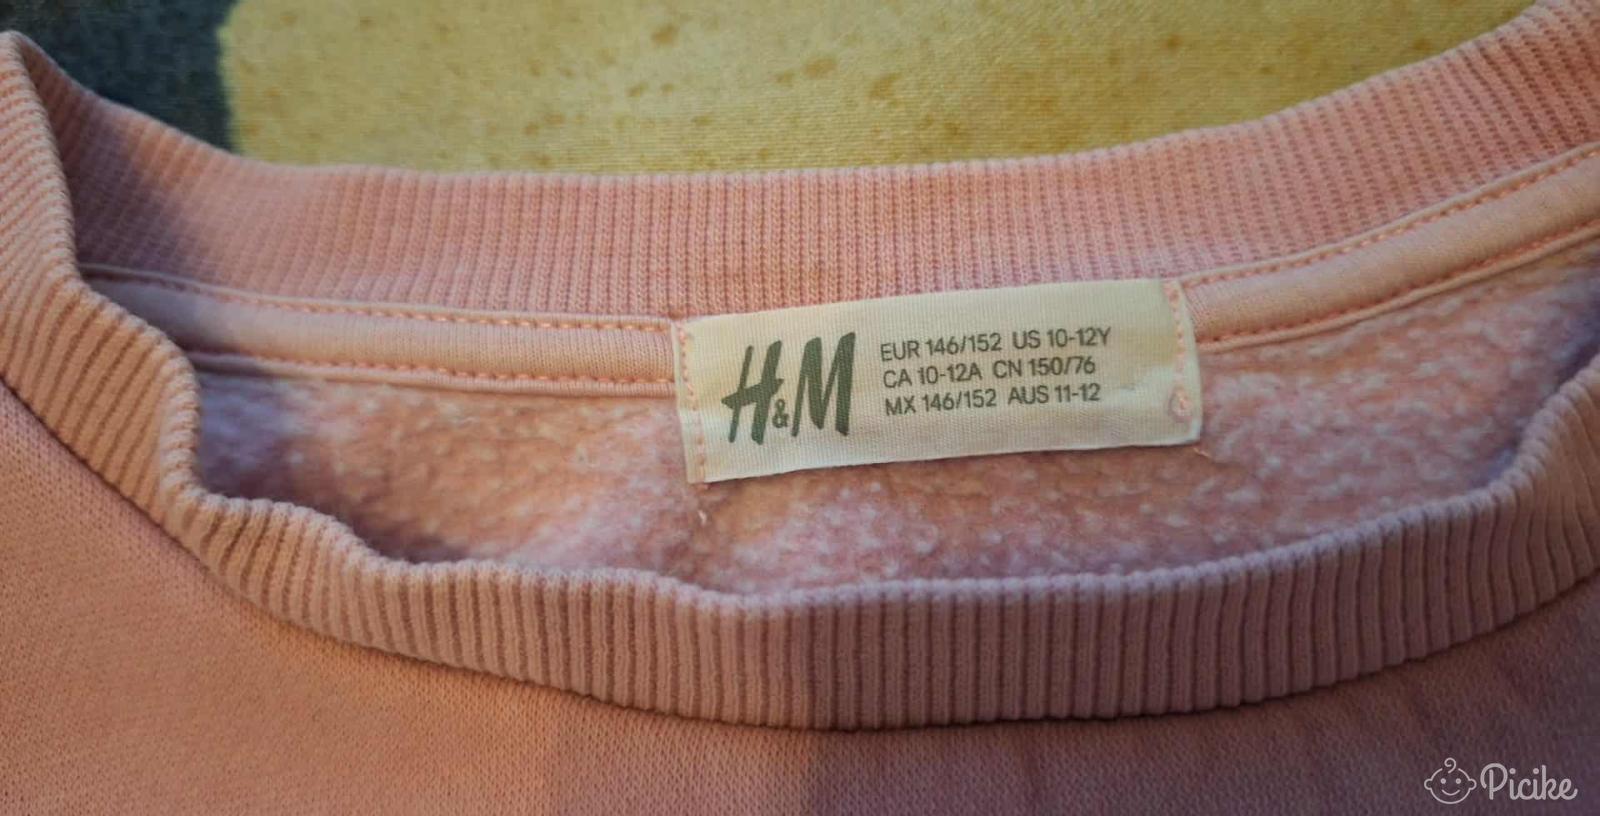 H&M
EUR 146/152 US 10-12Y
CA 10-12A CN 150/76
MX 146/152 AUS 11-12
Picike